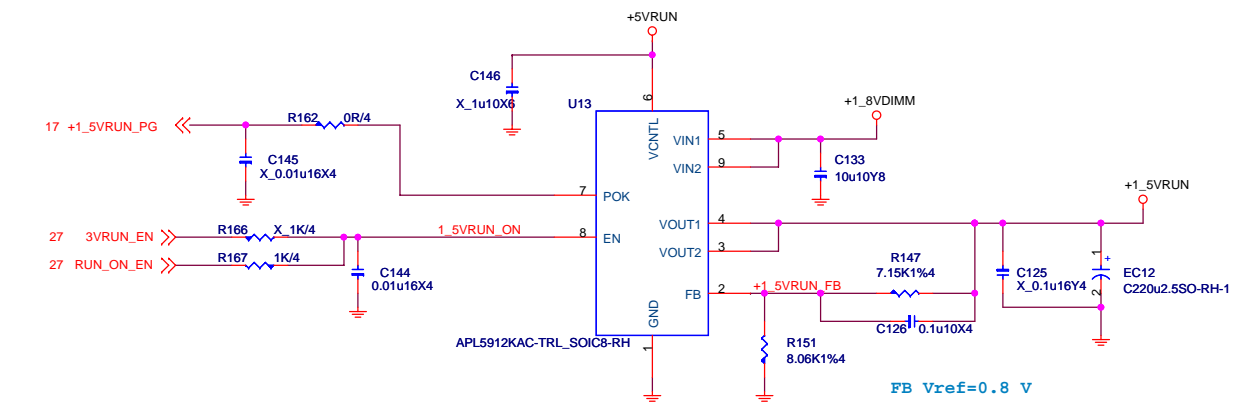 +5VRUN
C146
X_1u10X6
6
U13
+1_8VDIMM
17 +1_5VRUN_PG
R162 0R/4
VCNTL
VIN1 5
VIN2 9
C145
X_0.01u16X4
C133
10u10Y8
7 POK
+1_5VRUN
27 3VRUN_EN
R166 X_1K/4
1_5VRUN_ON
8 EN
VOUT1 4
VOUT2 3
27 RUN_ON_EN
R167 1K/4
C144
0.01u16X4
R147
7.15K1%4
C125
X_0.1u16Y4
1
+
2
EC12
C220u2.5SO-RH-1
FB 2
+1_5VRUN_FB
GND
C126 0.1u10X4
APL5912KAC-TRL_SOIC8-RH
1
R151
8.06K1%4
FB Vref=0.8 V